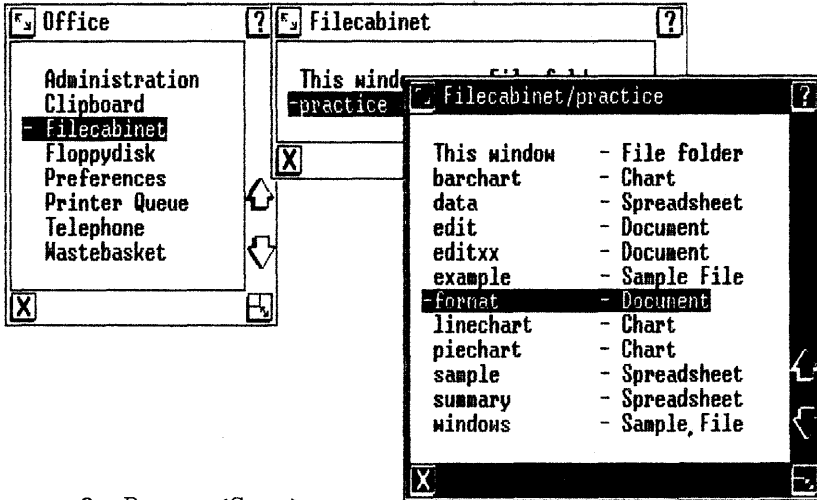 Office
?
Administration
Clipboard
- Filecabinet
Floppydisk
Preferences
Printer Queue
Telephone
Wastebasket
X
Filecabinet
?
This
-practice
X
Filecabinet/practice
?
This window - File folder
barchart - Chart
data - Spreadsheet
edit - Document
editxx - Document
example - Sample File
-format - Document
linechart - Chart
piechart - Chart
sample - Spreadsheet
summary - Spreadsheet
windows - Sample File
X